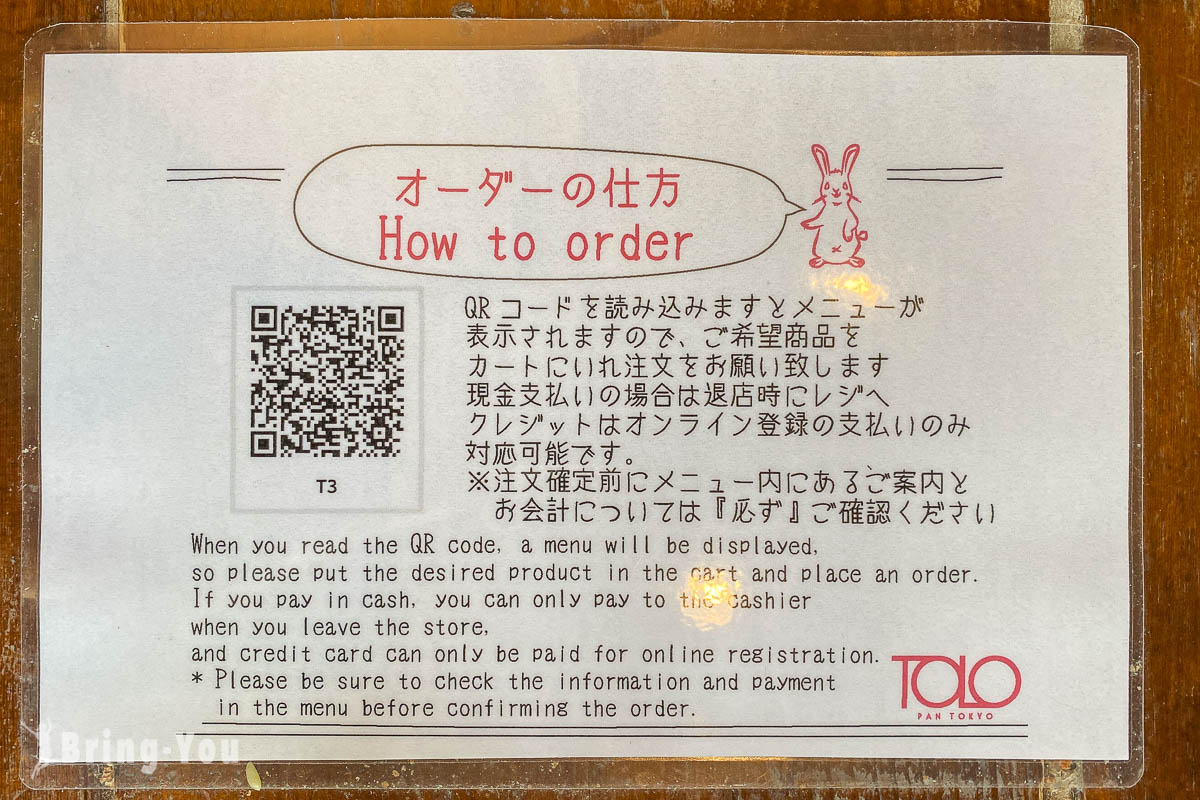 オーダーの仕方
How to order
QRコードを読み込みますとメニューが
表示されますので、ご希望商品を
カートにいれ注文をお願い致します
現金支払いの場合は退店時にレジへ
クレジットはオンライン登録の支払いのみ
対応可能です。
※注文確定前にメニュー内にあるご案内と
お会計については『必ず』ご確認ください
T3
When you read the QR code, a menu will be displayed,
so please put the desired product in the cart and place an order.
If you pay in cash, you can only pay to the cashier
when you leave the store,
and credit card can only be paid for online registration.
* Please be sure to check the information and payment
in the menu before confirming the order.
TOLO
PAN TOKYO
Bring-You